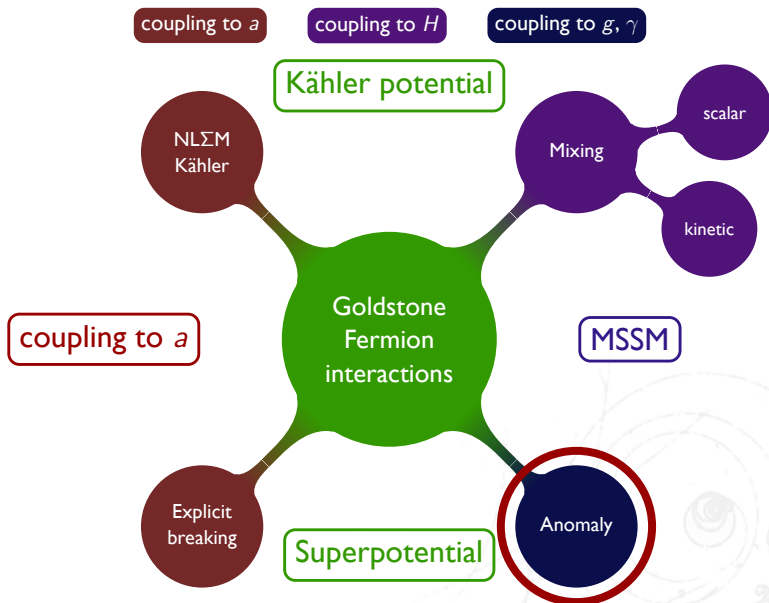 coupling to a
coupling to H
coupling to g, γ
Kähler potential
NLΣM
Kähler
Mixing
scalar
kinetic
Goldstone
Fermion
interactions
coupling to a
MSSM
Explicit
breaking
Superpotential
Anomaly